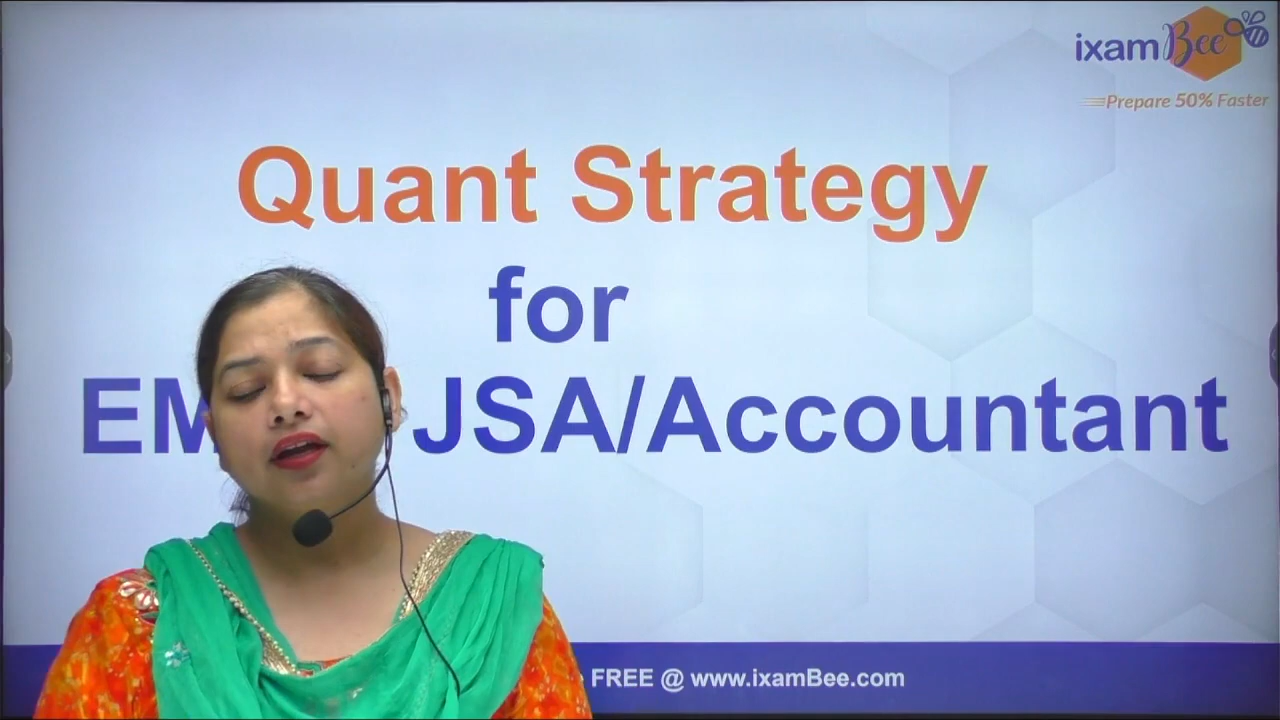 ixamBee
Prepare 50% Faster
Quant Strategy
for
JSA/Accountant
FREE @ www.ixamBee.com